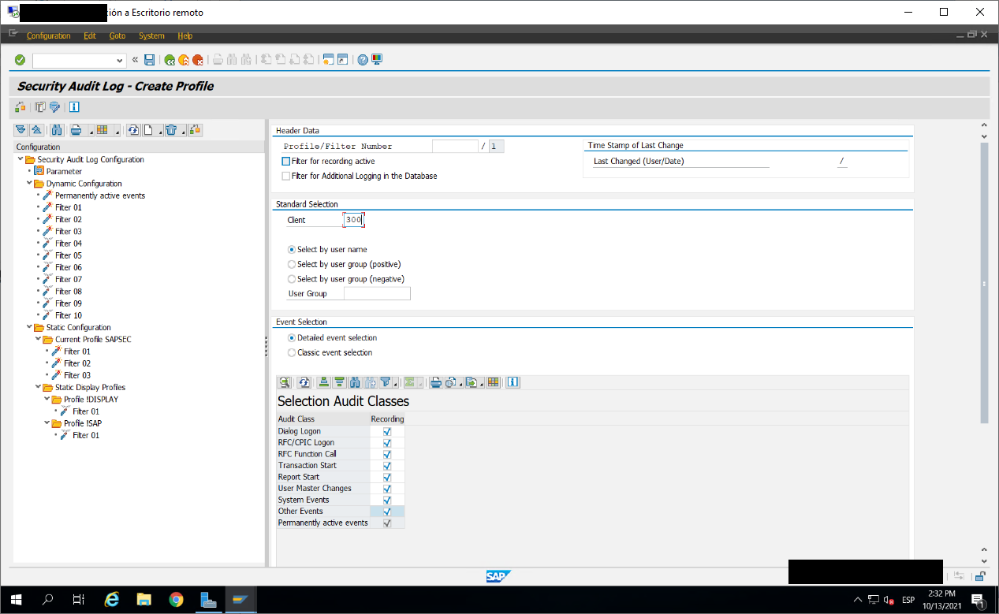 ión a Escritorio remoto
Configuration Edit Goto System Help
Security Audit Log - Create Profile
Configuration
Security Audit Log Configuration
Parameter
Dynamic Configuration
Permanently active events
Filter 01
Filter 02
Filter 03
Filter 04
Filter 05
Filter 06
Filter 07
Filter 08
Filter 09
Filter 10
Static Configuration
Current Profile SAPSEC
Filter 01
Filter 02
Filter 03
Static Display Profiles
Profile !DISPLAY
Filter 01
Profile !SAP
Filter 01
Header Data
Profile/Filter Number / 1
Filter for recording active
Filter for Additional Logging in the Database
Time Stamp of Last Change
Last Changed (User/Date) /
Standard Selection
Client 300
Select by user name
Select by user group (positive)
Select by user group (negative)
User Group
Event Selection
Detailed event selection
Classic event selection
Selection Audit Classes
Audit Class Recording
Dialog Logon
RFC/CPIC Logon
RFC Function Call
Transaction Start
Report Start
User Master Changes
System Events
Other Events
Permanently active events
SAP
ESP
2:32 PM
10/13/2021
1